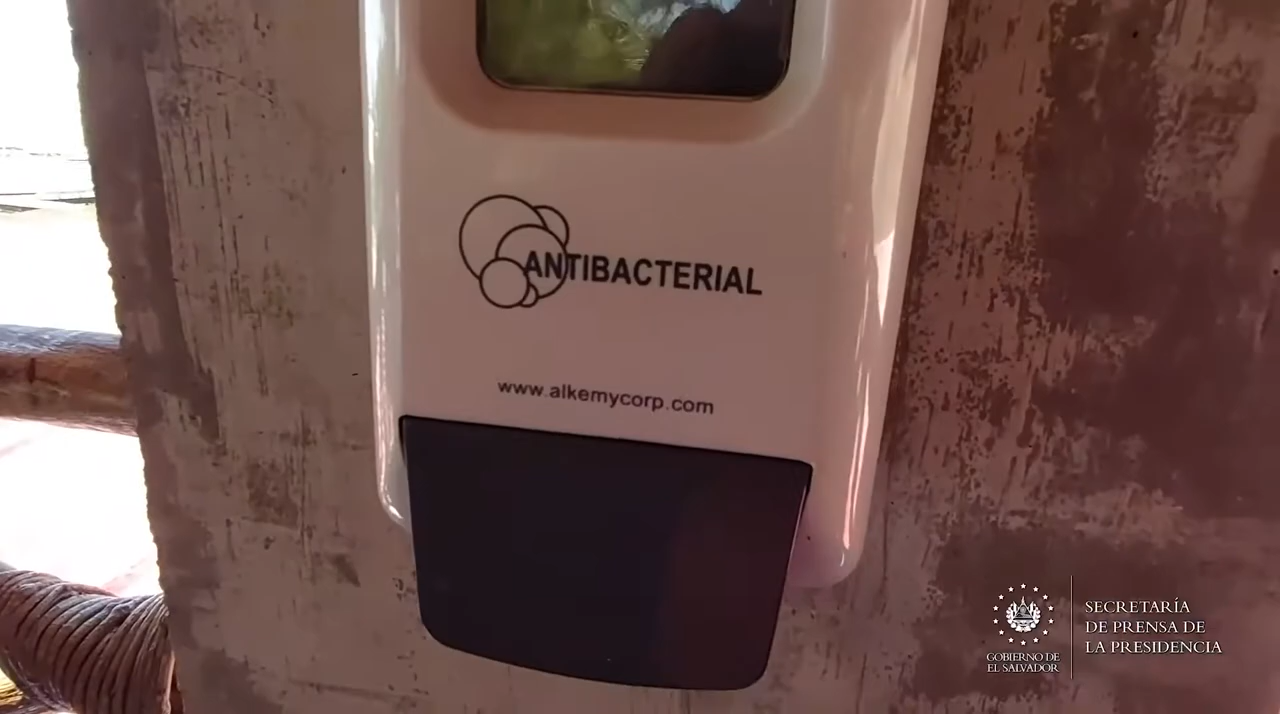 ANTIBACTERIAL
www.alkemycorp.com
SECRETARÍA
DE PRENSA DE
LA PRESIDENCIA
GOBIERNO DE
EL SALVADOR